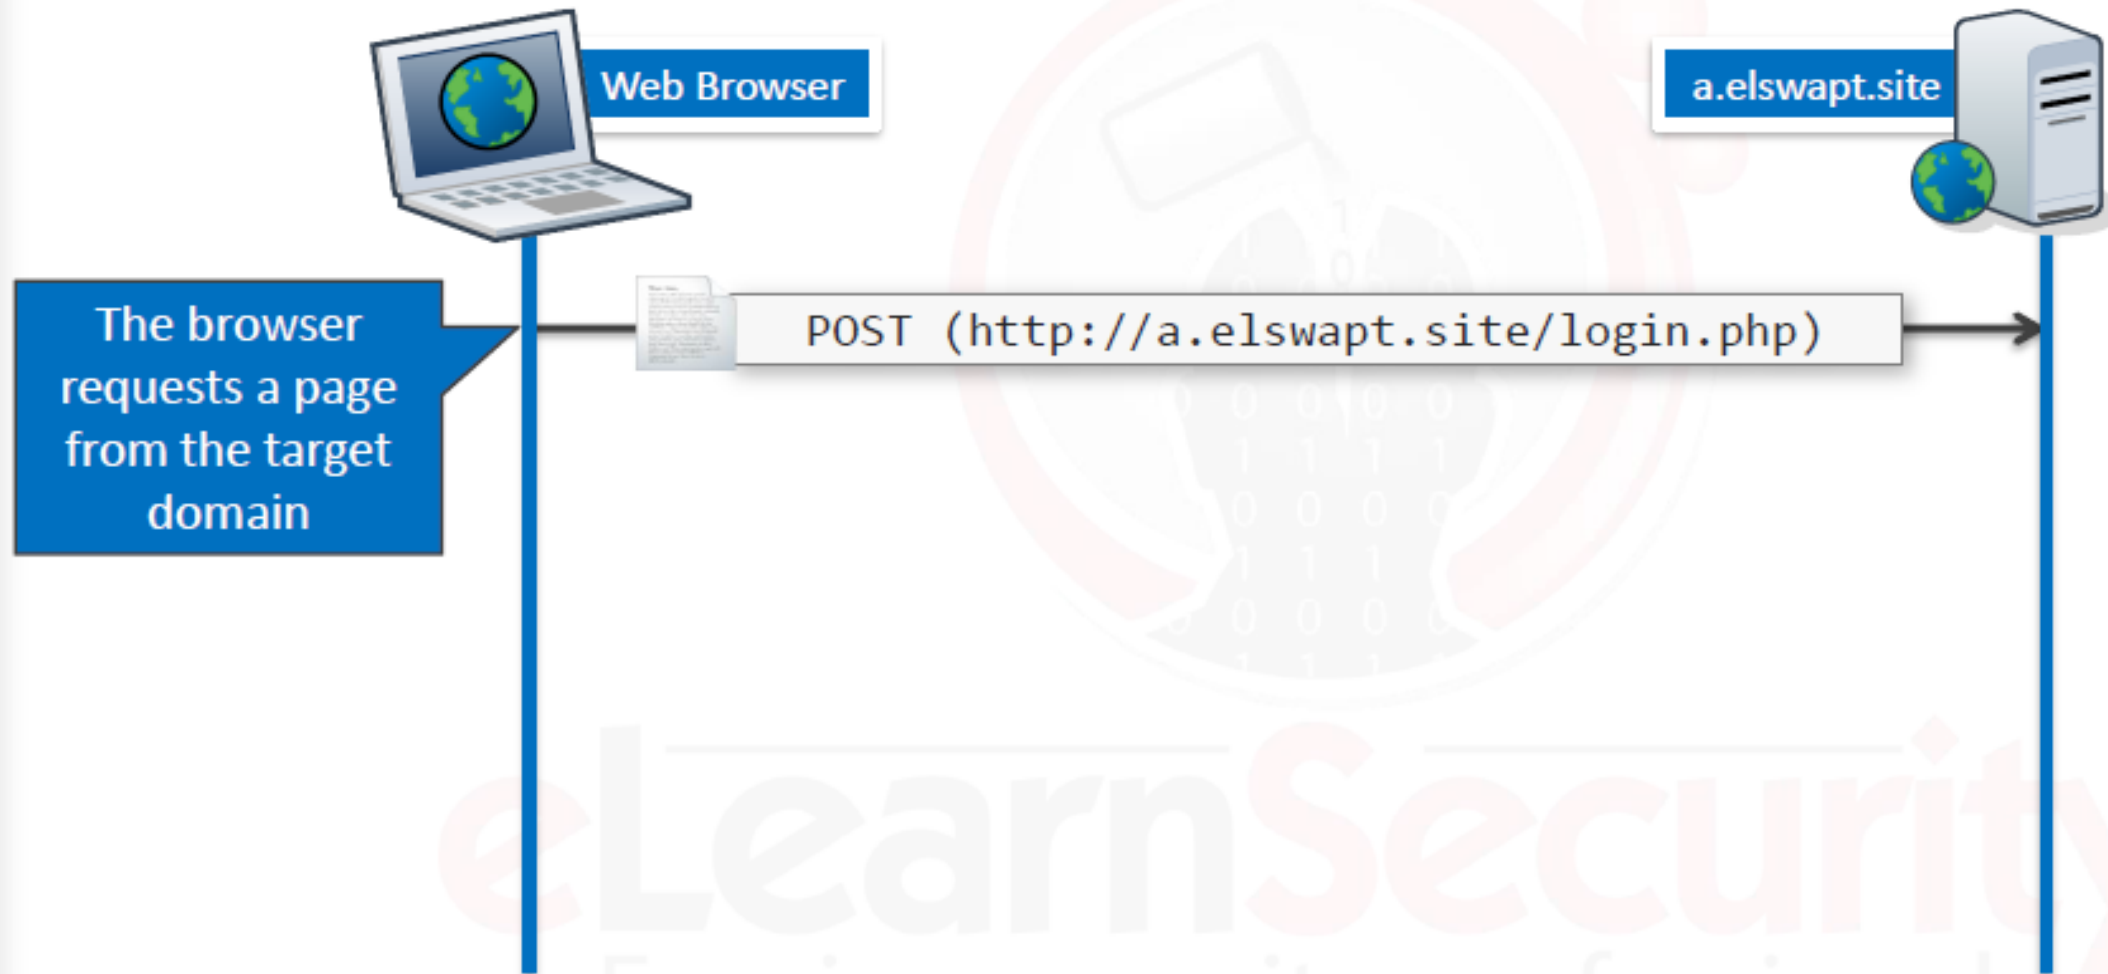 Web Browser
a.elswapt.site
POST (http://a.elswapt.site/login.php)
The browser
requests a page
from the target
domain
eLearnSecurity